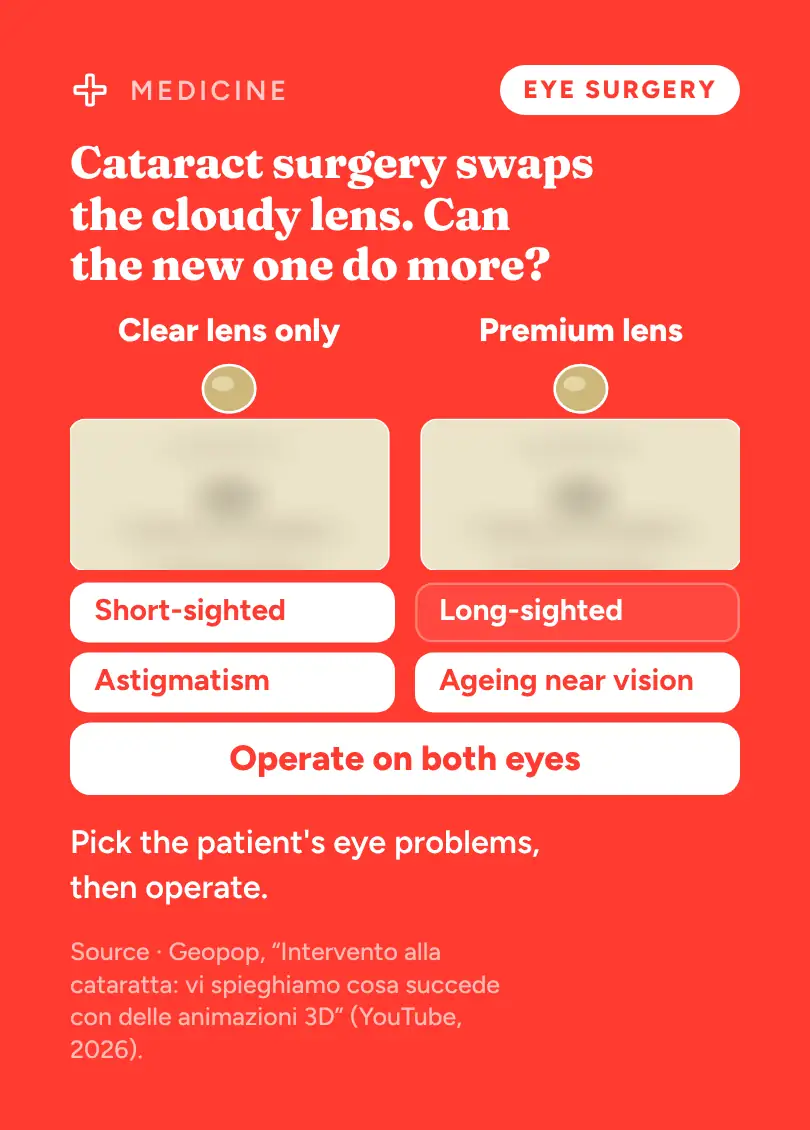 MEDICINE
EYE SURGERY
Cataract surgery swaps
the cloudy lens. Can
the new one do more?
Clear lens only
Premium lens
Short-sighted
Long-sighted
Astigmatism
Ageing near vision
Operate on both eyes
Pick the patient's eye problems,
then operate.
Source · Geopop, “Intervento alla
cataratta: vi spieghiamo cosa succede
con delle animazioni 3D” (YouTube,
2026).